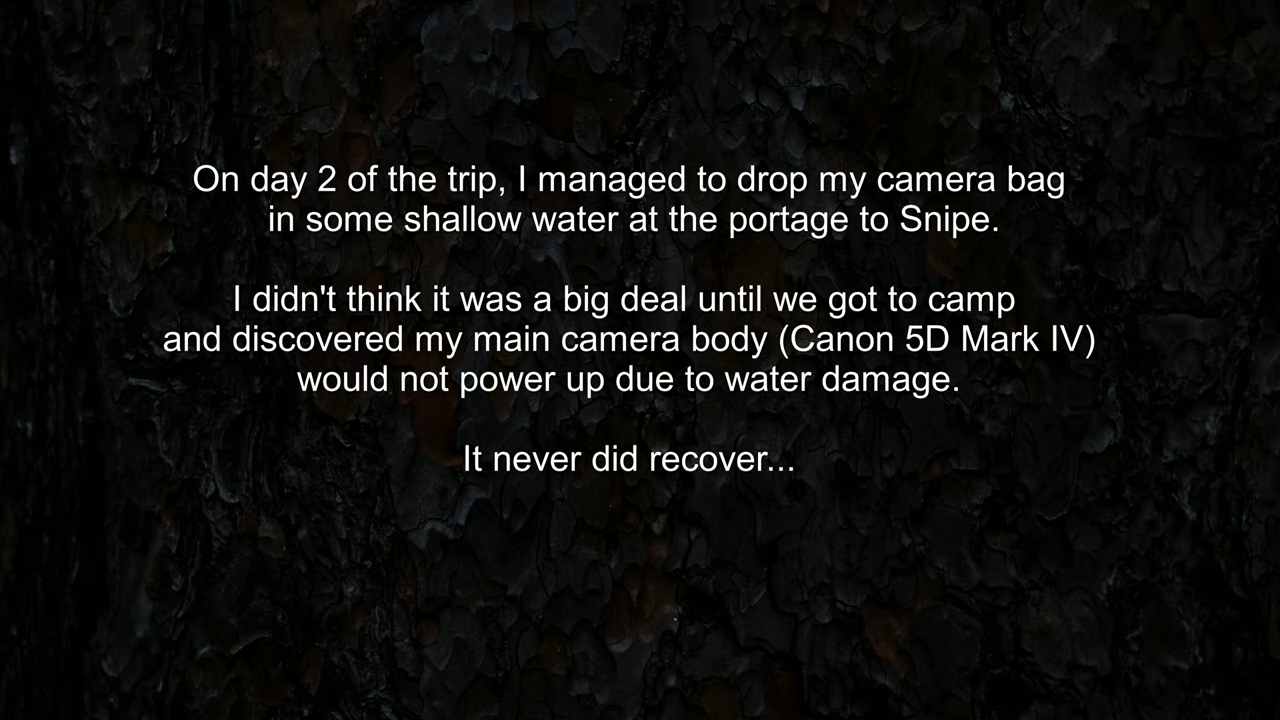 On day 2 of the trip, I managed to drop my camera bag
in some shallow water at the portage to Snipe.
I didn't think it was a big deal until we got to camp
and discovered my main camera body (Canon 5D Mark IV)
would not power up due to water damage.
It never did recover...